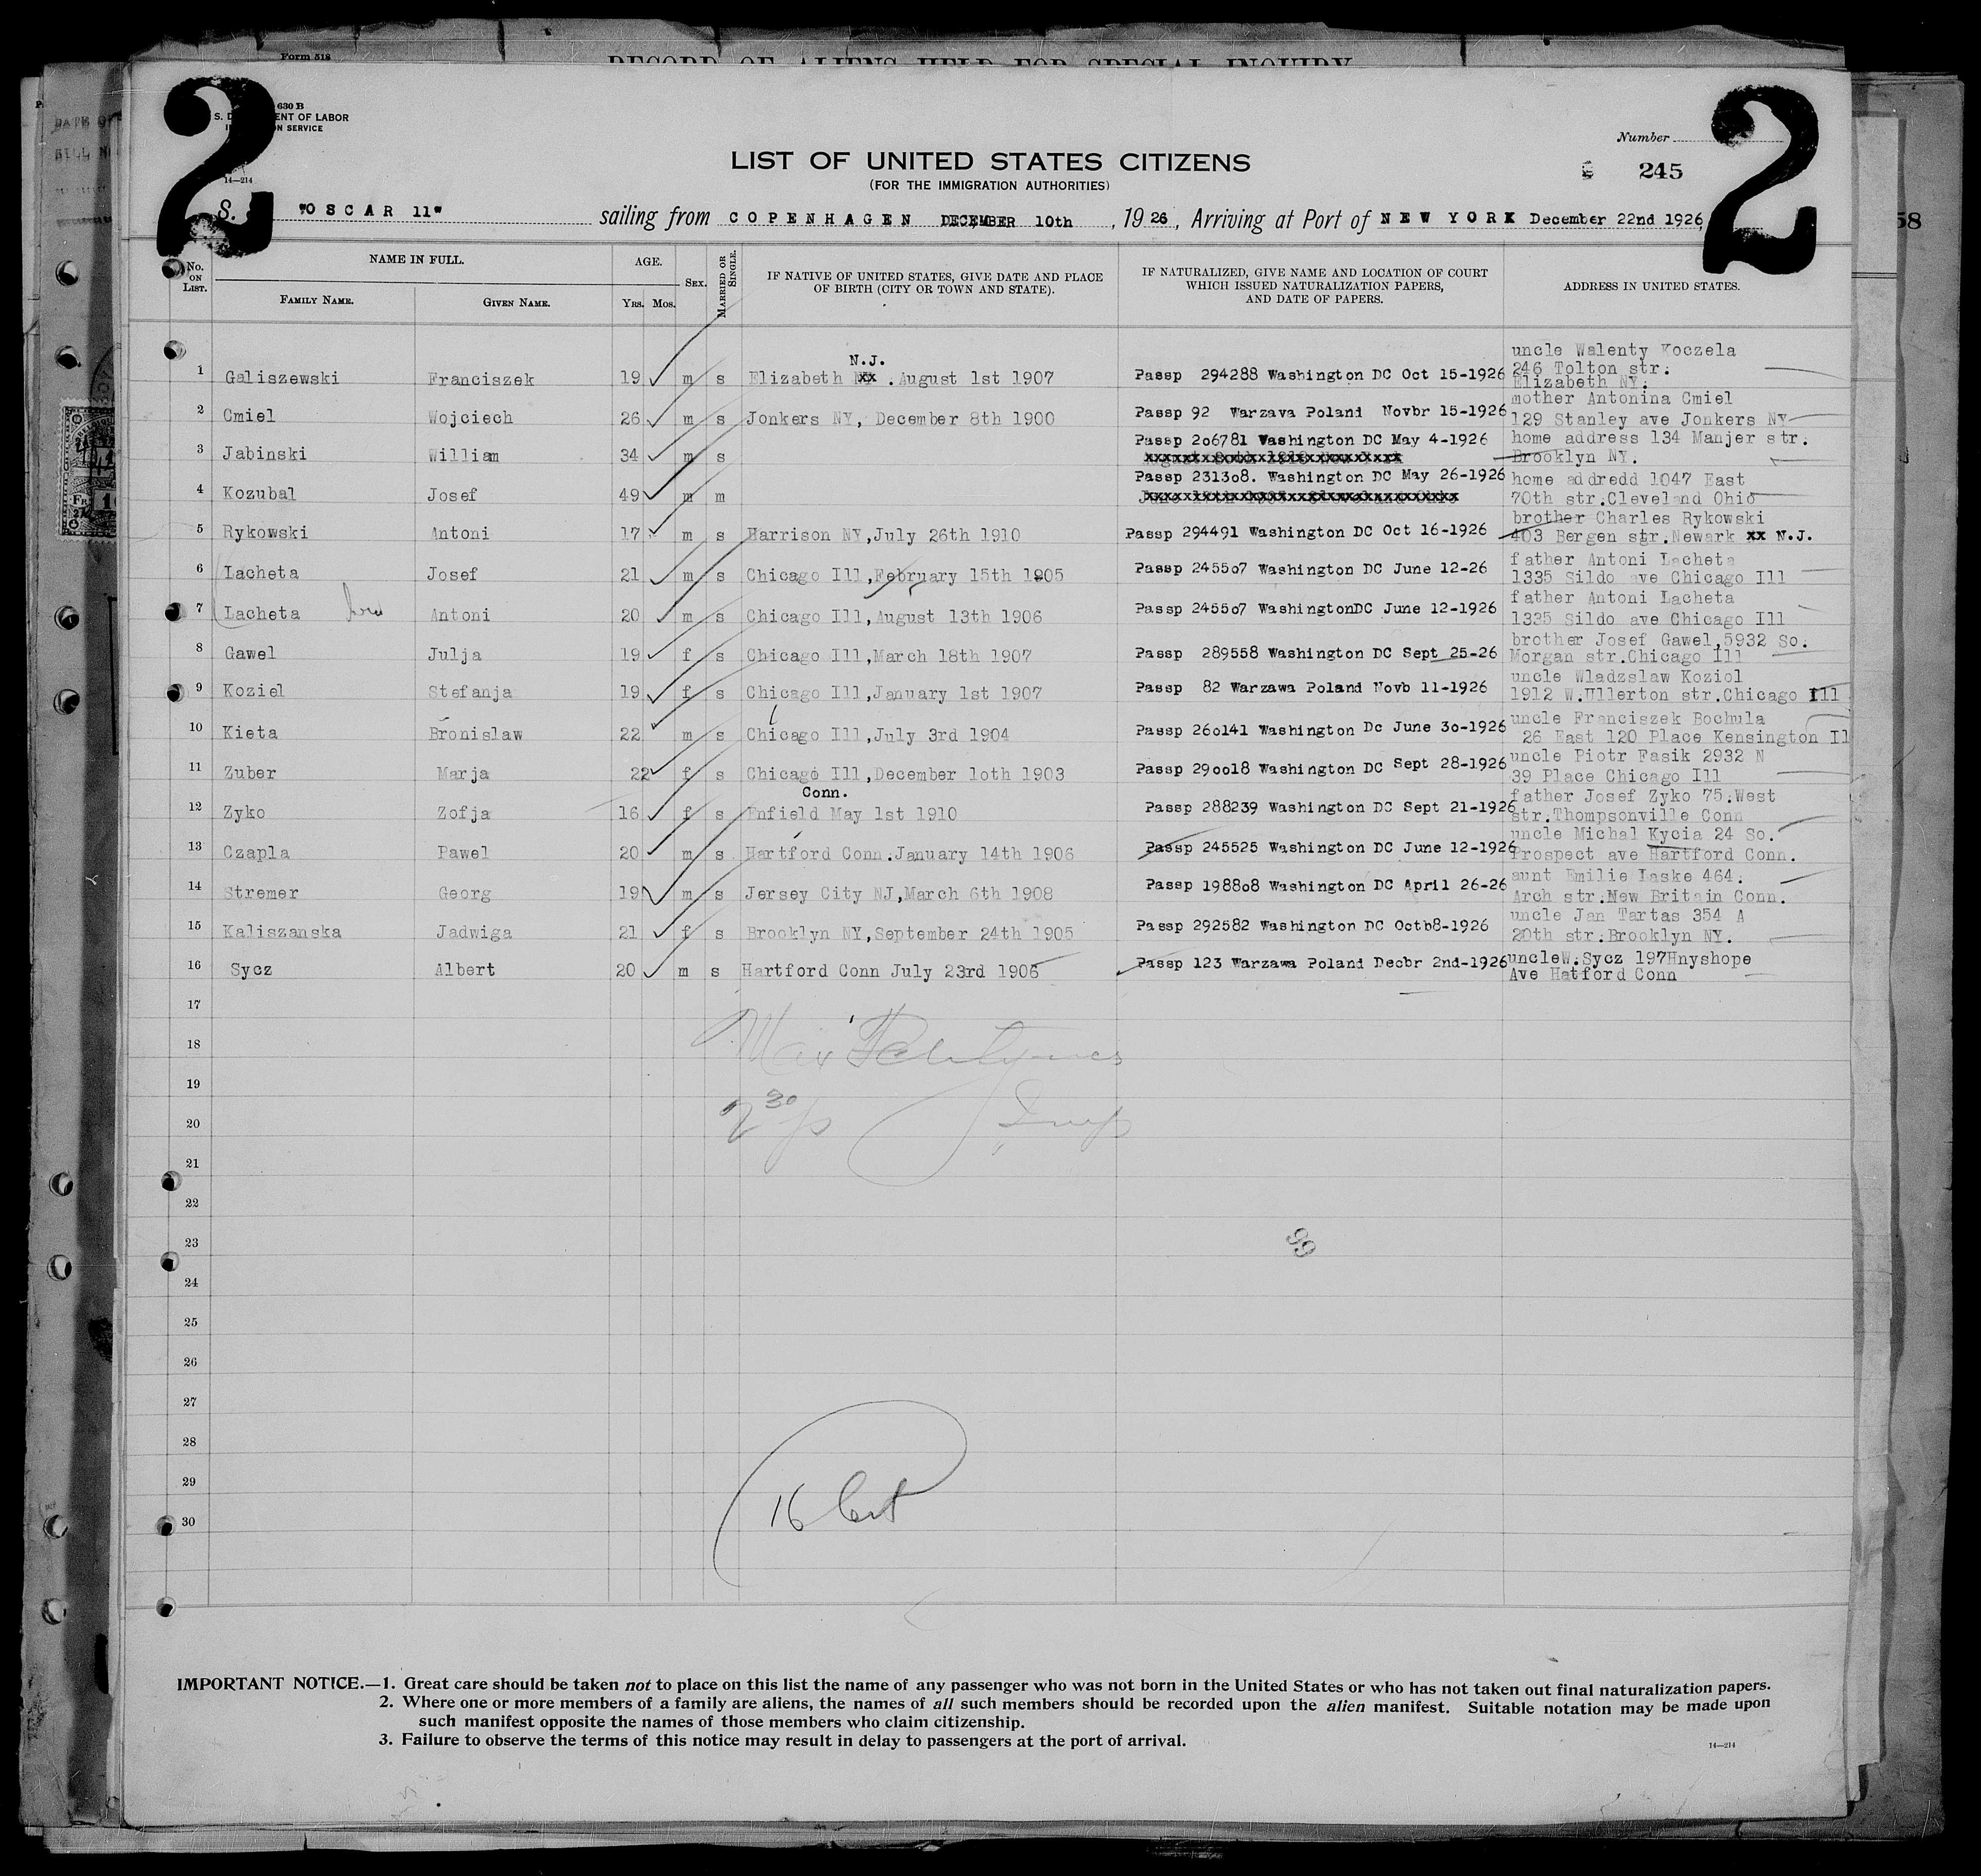 Form 518
RECORD OF ALIENS HELD FOR SPECIAL INQUIRY
2
2
630 B
LABOR
SERVICE
14—214
Number
LIST OF UNITED STATES CITIZENS
245
(FOR THE IMMIGRATION AUTHORITIES)
S. "OSCAR 11" sailing from COPENHAGEN DECEMBER 10th, 1926, Arriving at Port of NEW YORK December 22nd 1926,
58
No. ON LIST.
NAME IN FULL.
FAMILY NAME.
GIVEN NAME.
AGE.
YRS. MOS.
SEX.
MARRIED OR SINGLE.
IF NATIVE OF UNITED STATES, GIVE DATE AND PLACE
OF BIRTH (CITY OR TOWN AND STATE).
IF NATURALIZED, GIVE NAME AND LOCATION OF COURT
WHICH ISSUED NATURALIZATION PAPERS,
AND DATE OF PAPERS.
ADDRESS IN UNITED STATES.
1 Galiszewski Franciszek 19 m s Elizabeth xx N.J. . August 1st 1907 Passp 294288 Washington DC Oct 15-1926 uncle Walenty Koczela
246 Tolton str.
Elizabeth NY.
2 Cmiel Wojciech 26 m s Jonkers NY, December 8th 1900 Passp 92 Warzava Poland Novbr 15-1926 mother Antonina Cmiel
129 Stanley ave Jonkers NY
3 Jabinski William 34 m s Passp 206781 Washington DC May 4-1926 home address 134 Manjer str.
Brooklyn NY.
4 Kozubal Josef 49 m m Passp 231308. Washington DC May 26-1926 home addredd 1047 East
70th str.Cleveland Ohio
5 Rykowski Antoni 17 m s Harrison NY,July 26th 1910 Passp 294491 Washington DC Oct 16-1926 brother Charles Rykowski
403 Bergen str.Newark xx N.J.
6 Lacheta Josef 21 m s Chicago Ill,February 15th 1905 Passp 245507 Washington DC June 12-26 father Antoni Lacheta
1335 Sildo ave Chicago Ill
7 Lacheta bro Antoni 20 m s Chicago Ill,August 13th 1906 Passp 245507 WashingtonDC June 12-1926 father Antoni Lacheta
1335 Sildo ave Chicago Ill
8 Gawel Julja 19 f s Chicago Ill,March 18th 1907 Passp 289558 Washington DC Sept 25-26 brother Josef Gawel,5932 So.
Morgan str.Chicago Ill
9 Koziel Stefanja 19 f s Chicago Ill,January 1st 1907 Passp 82 Warzawa Poland Novb 11-1926 uncle Wladzslaw Koziol
1912 W.Ullerton str.Chicago Ill
10 Kieta Bronislaw 22 m s Chicago Ill,July 3rd 1904 Passp 260141 Washington Dc June 30-1926 uncle Franciszek Bochula
26 East 120 Place Kensington Il
11 Zuber Marja 22 f s Chicago Ill,December 10th 1903 Passp 290018 Washington DC Sept 28-1926 uncle Piotr Fasik 2932 N
39 Place Chicago Ill
12 Zyko Zofja 16 f s Enfield Conn. May 1st 1910 Passp 288239 Washington DC Sept 21-1926 father Josef Zyko 75.West
str.Thompsonville Conn
13 Czapla Pawel 20 m s Hartford Conn.January 14th 1906 Passp 245525 Washington DC June 12-1926 uncle Michal Kycia 24 So.
Prospect ave Hartford Conn.
14 Stremer Georg 19 m s Jersey City NJ,March 6th 1908 Passp 198808 Washington DC April 26-26 aunt Emilie Laske 464.
Arch str.New Britain Conn.
15 Kaliszanska Jadwiga 21 f s Brooklyn NY,September 24th 1905 Passp 292582 Washington DC Octb8-1926 uncle Jan Tartas 354 A
20th str.Brooklyn NY.
16 Sycz Albert 20 m s Hartford Conn July 23rd 1906 Passp 123 Warzawa Poland Decbr 2nd-1926 uncleW.Sycz 197Hnyshope
Ave Hatford Conn
17
18
19
20
2 30 p Insp
21
22
23
99
24
25
26
27
28
29
30
16
IMPORTANT NOTICE.—1. Great care should be taken not to place on this list the name of any passenger who was not born in the United States or who has not taken out final naturalization papers.
2. Where one or more members of a family are aliens, the names of all such members should be recorded upon the alien manifest. Suitable notation may be made upon
such manifest opposite the names of those members who claim citizenship.
3. Failure to observe the terms of this notice may result in delay to passengers at the port of arrival.
14—214